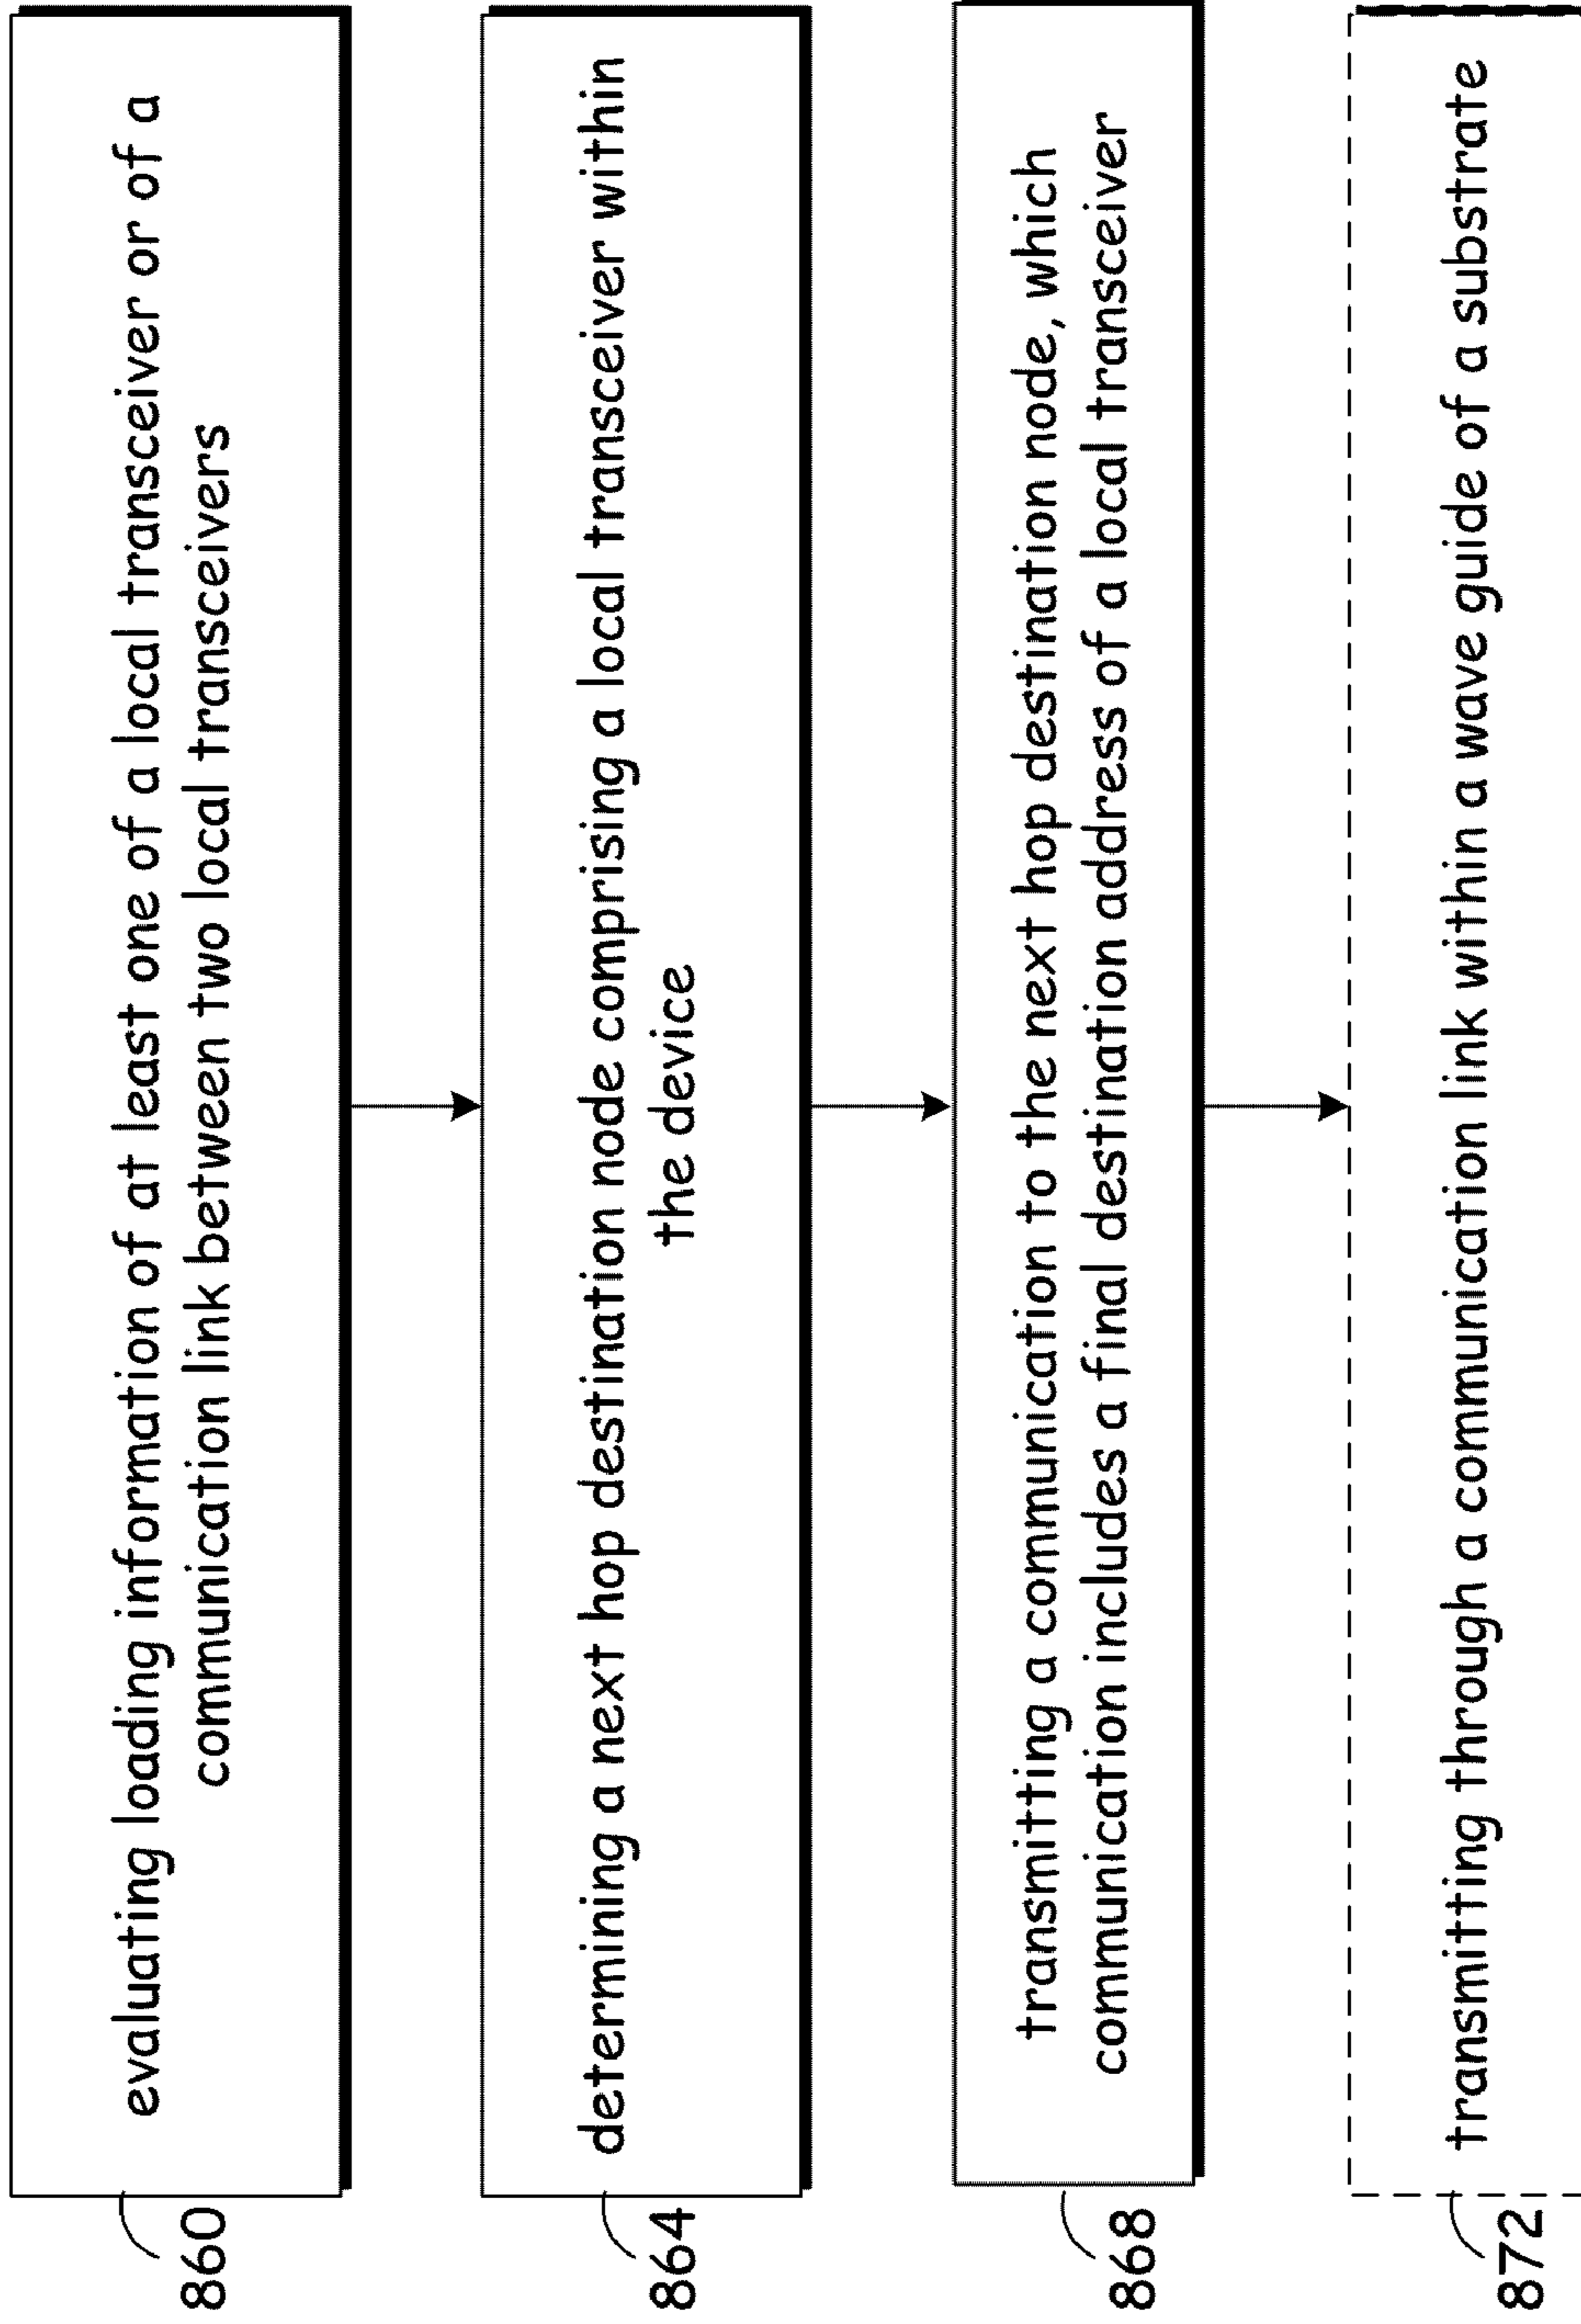 evaluating loading information of at least one of a local transceiver or of a
communication link between two local transceivers
860
determining a next hop destination node comprising a local transceiver within
the device
864
transmitting a communication to the next hop destination node, which
communication includes a final destination address of a local transceiver
868
transmitting through a communication link within a wave guide of a substrate
872